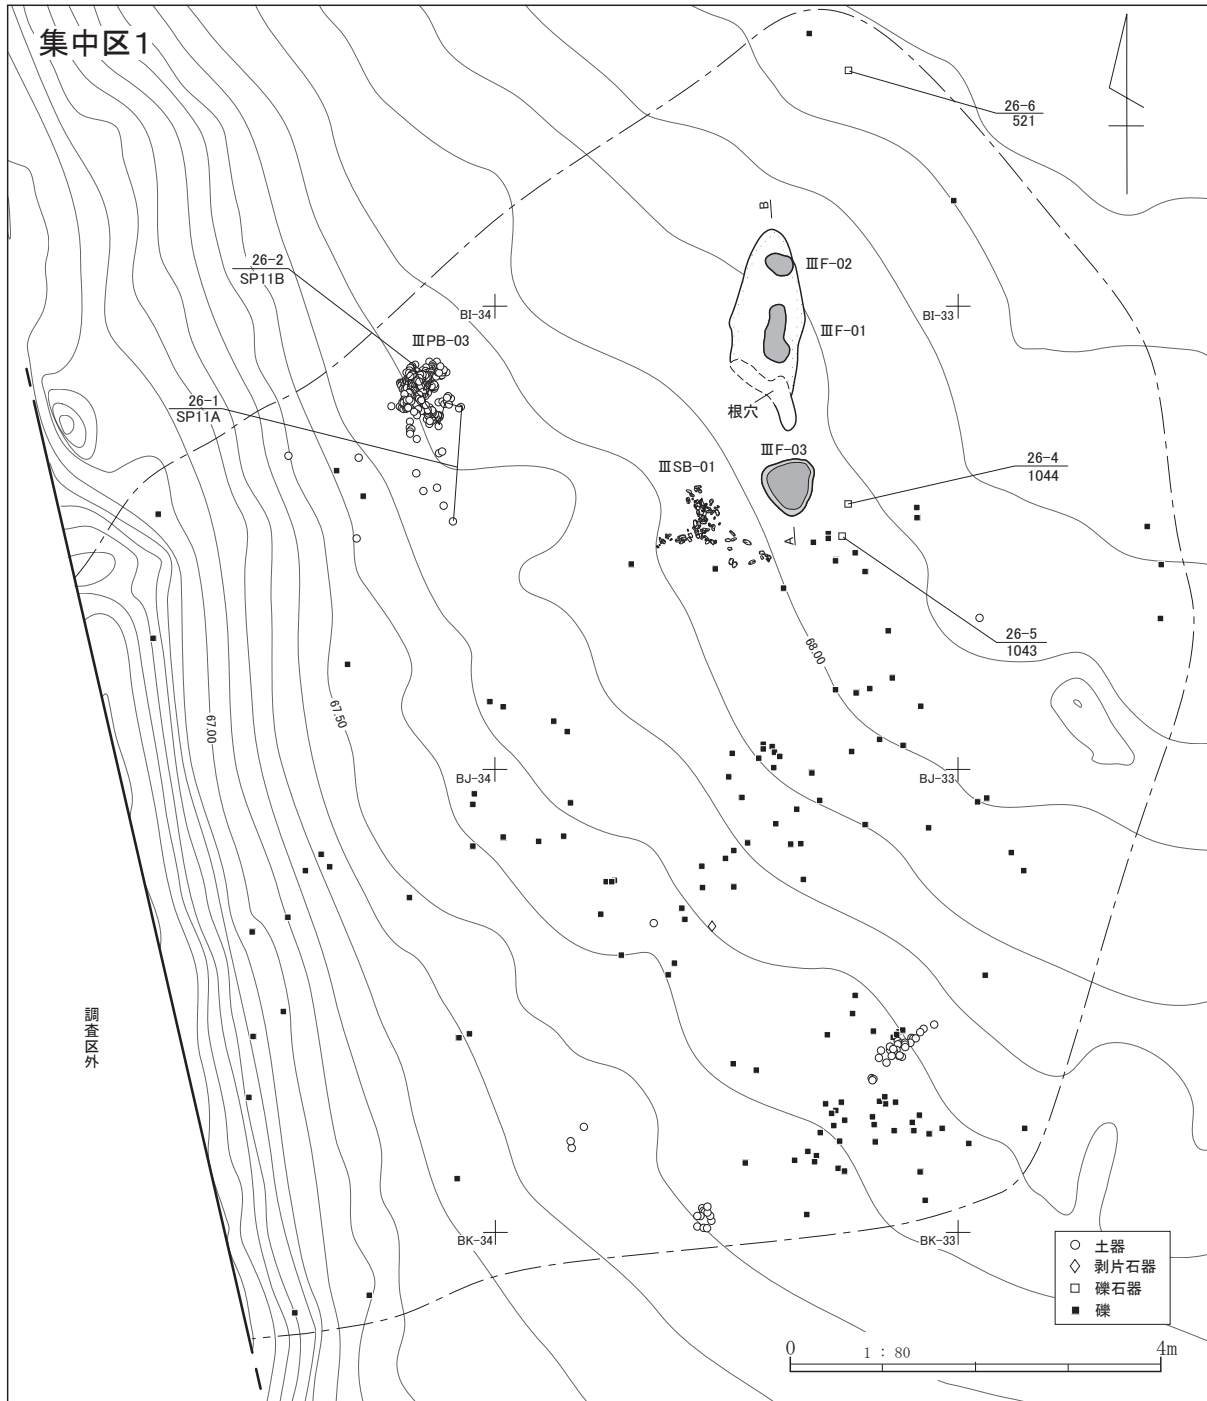 集中区1
26-6
521
B
26-2
SP11B
ⅢF-02
BI-34
BI-33
ⅢF-01
ⅢPB-03
26-1
SP11A
根穴
ⅢF-03
26-4
1044
ⅢSB-01
A
26-5
1043
68.00
67.50
67.00
BJ-34
BJ-33
調査区外
BK-34
BK-33
土器
剥片石器
礫石器
礫
0 1 : 80 4m